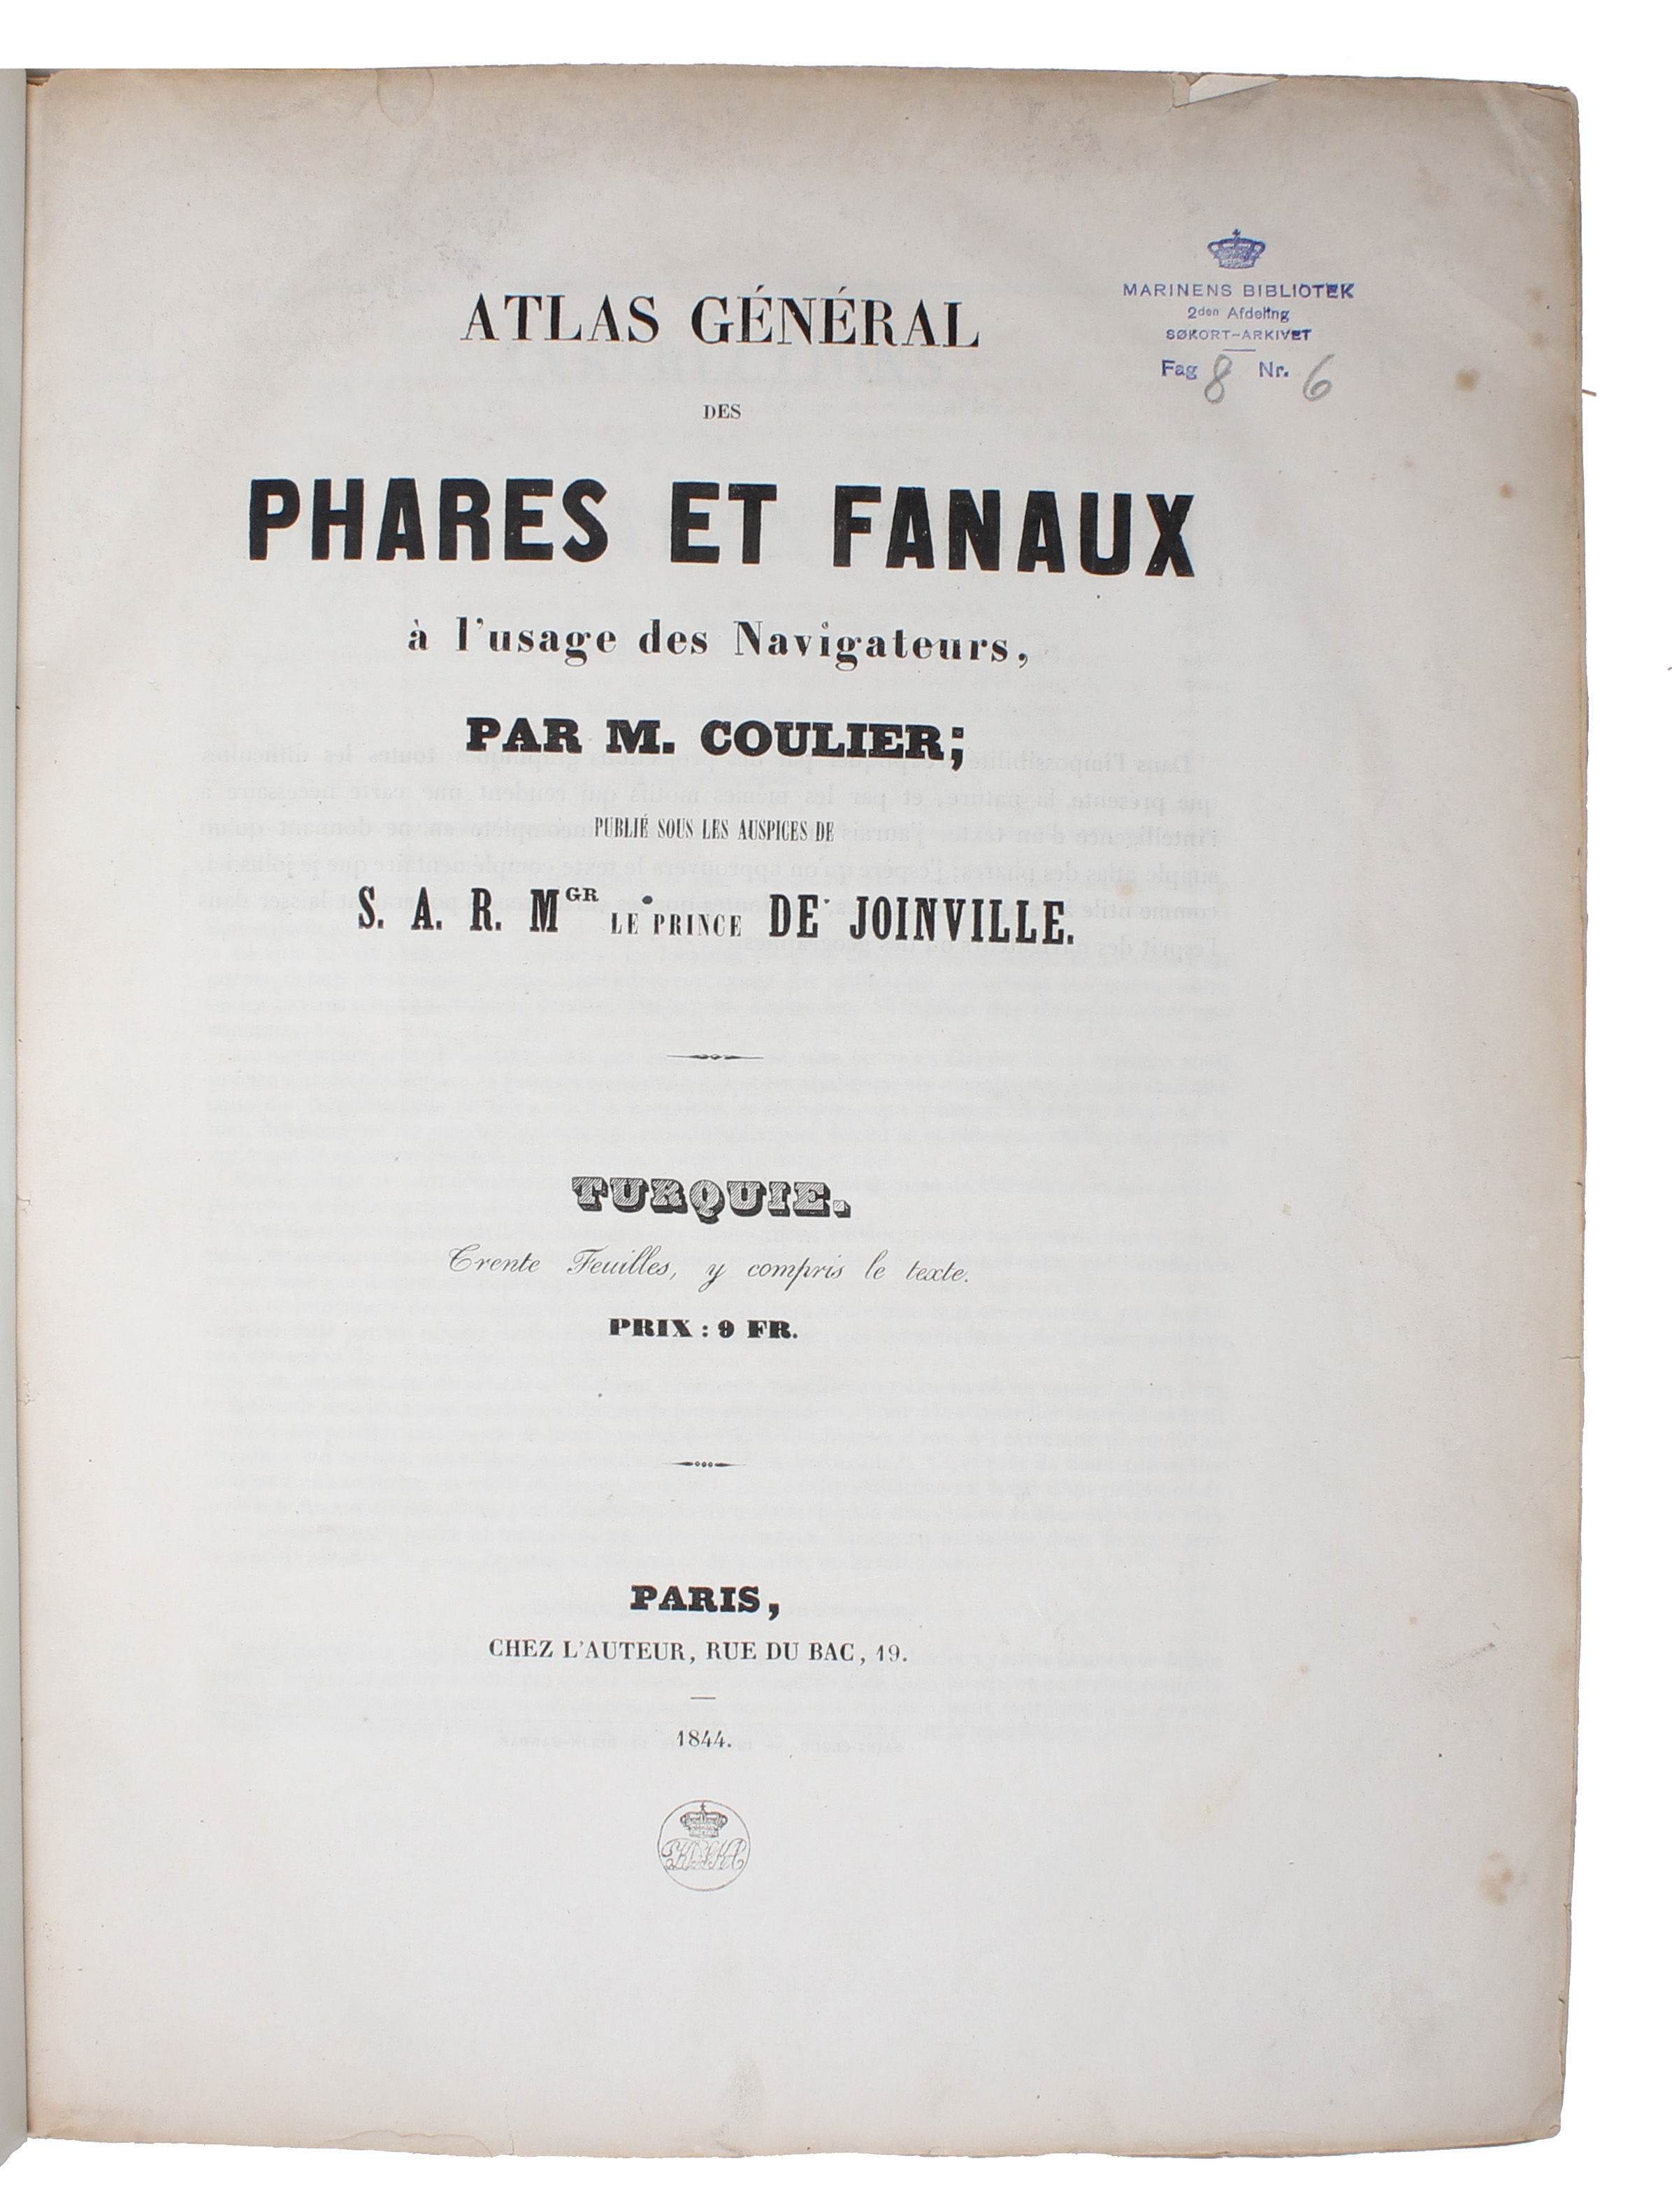 ATLAS GÉNÉRAL
DES
PHARES ET FANAUX
à l'usage des Navigateurs,
PAR M. COULIER;
PUBLIÉ SOUS LES AUSPICES DE
S. A. R. MGR LE PRINCE DE JOINVILLE.
TURQUIE.
Trente Feuilles, y compris le texte.
PRIX : 9 FR.
PARIS,
CHEZ L'AUTEUR, RUE DU BAC, 19.
1844.
MARINENS BIBLIOTEK
2den Afdeling
SØKORT-ARKIVET
Fag 8 Nr. 6